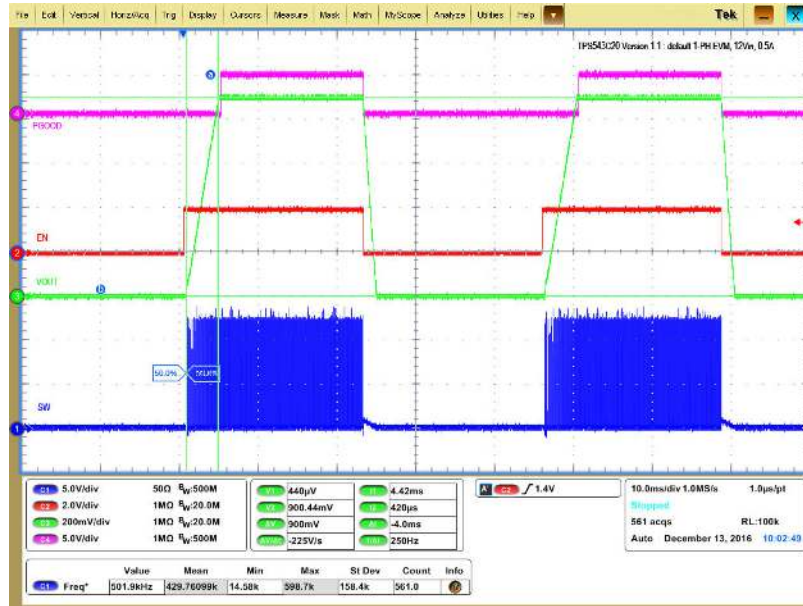 File Edit Vertical Horiz/Acq Trig Display Cursors Measure Mask Math MyScope Analyze Utilities Help
Tek
TPS543C20 Version 1.1 : default 1-PH EVM, 12Vin, 0.5A
a
4
PGOOD
EN
2
VOUT
b
3
50.0%
50.0%
SW
1
C1 5.0V/div 50Ω BW:500M
C2 2.0V/div 1MΩ BW:20.0M
C3 200mV/div 1MΩ BW:20.0M
C4 5.0V/div 1MΩ BW:500M
V1 440µV
V2 900.44mV
ΔV 900mV
ΔV/Δt -225V/s
t1 4.42ms
t2 420µs
Δt -4.0ms
1/Δt 250Hz
A' C2 1.4V
10.0ms/div 1.0MS/s 1.0µs/pt
Stopped
561 acqs RL:100k
Auto December 13, 2016 10:02:49
Value Mean Min Max St Dev Count Info
C1 Freq* 501.9kHz 429.76099k 14.58k 598.7k 158.4k 561.0